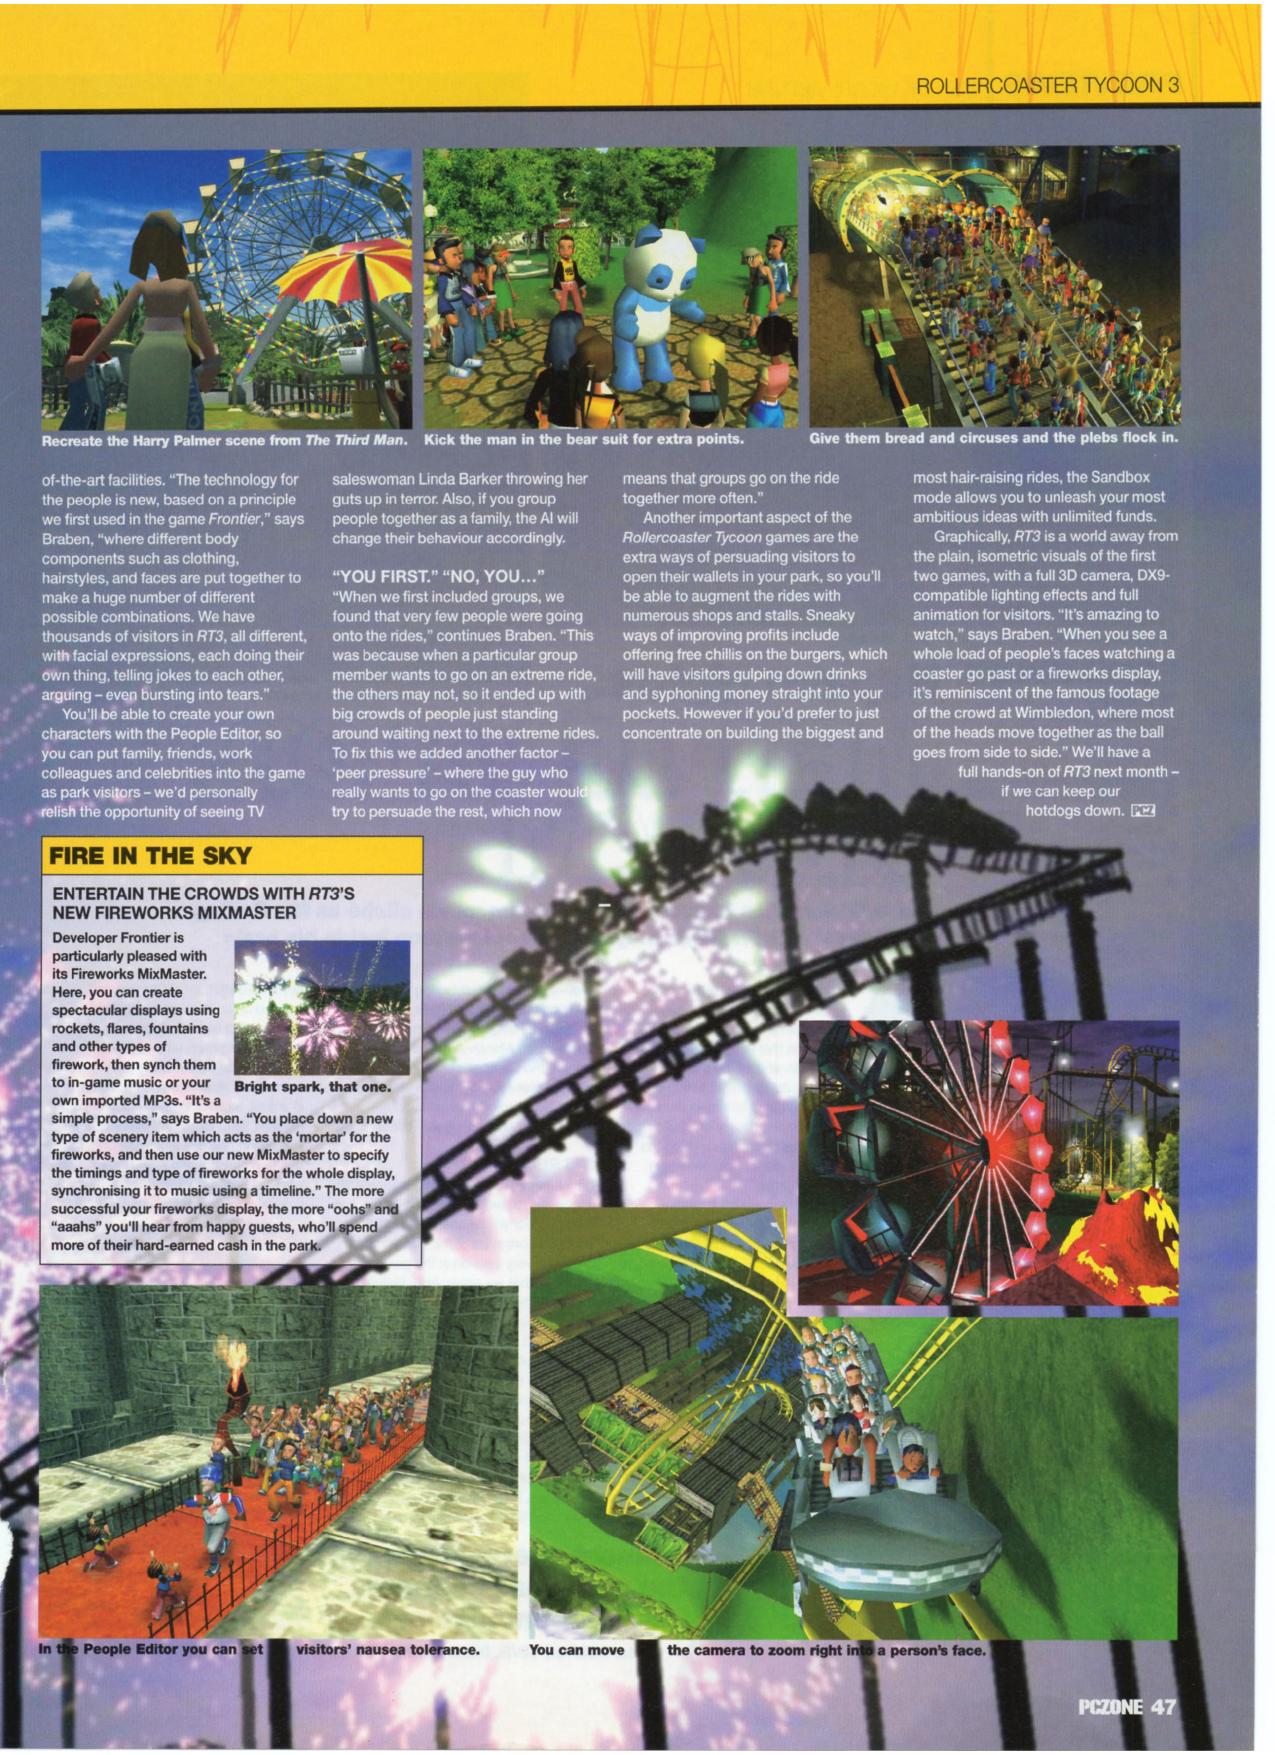 ROLLERCOASTER TYCOON 3
Recreate the Harry Palmer scene from The Third Man.
Kick the man in the bear suit for extra points.
Give them bread and circuses and the plebs flock in.
of-the-art facilities. “The technology for
the people is new, based on a principle
we first used in the game Frontier,” says
Braben, “where different body
components such as clothing,
hairstyles, and faces are put together to
make a huge number of different
possible combinations. We have
thousands of visitors in RT3, all different,
with facial expressions, each doing their
own thing, telling jokes to each other,
arguing – even bursting into tears.”
You'll be able to create your own
characters with the People Editor, so
you can put family, friends, work
colleagues and celebrities into the game
as park visitors – we'd personally
relish the opportunity of seeing TV
saleswoman Linda Barker throwing her
guts up in terror. Also, if you group
people together as a family, the AI will
change their behaviour accordingly.
“YOU FIRST.” “NO, YOU...”
“When we first included groups, we
found that very few people were going
onto the rides,” continues Braben. “This
was because when a particular group
member wants to go on an extreme ride,
the others may not, so it ended up with
big crowds of people just standing
around waiting next to the extreme rides.
To fix this we added another factor –
‘peer pressure’ – where the guy who
really wants to go on the coaster would
try to persuade the rest, which now
means that groups go on the ride
together more often.”
Another important aspect of the
Rollercoaster Tycoon games are the
extra ways of persuading visitors to
open their wallets in your park, so you'll
be able to augment the rides with
numerous shops and stalls. Sneaky
ways of improving profits include
offering free chillis on the burgers, which
will have visitors gulping down drinks
and syphoning money straight into your
pockets. However if you'd prefer to just
concentrate on building the biggest and
most hair-raising rides, the Sandbox
mode allows you to unleash your most
ambitious ideas with unlimited funds.
Graphically, RT3 is a world away from
the plain, isometric visuals of the first
two games, with a full 3D camera, DX9-
compatible lighting effects and full
animation for visitors. “It's amazing to
watch,” says Braben. “When you see a
whole load of people's faces watching a
coaster go past or a fireworks display,
it's reminiscent of the famous footage
of the crowd at Wimbledon, where most
of the heads move together as the ball
goes from side to side.” We'll have a
full hands-on of RT3 next month –
if we can keep our
hotdogs down. PCZ
FIRE IN THE SKY
ENTERTAIN THE CROWDS WITH RT3'S
NEW FIREWORKS MIXMASTER
Developer Frontier is
particularly pleased with
its Fireworks MixMaster.
Here, you can create
spectacular displays using
rockets, flares, fountains
and other types of
firework, then synch them
to in-game music or your
own imported MP3s. “It's a
simple process,” says Braben. “You place down a new
type of scenery item which acts as the ‘mortar’ for the
fireworks, and then use our new MixMaster to specify
the timings and type of fireworks for the whole display,
synchronising it to music using a timeline.” The more
successful your fireworks display, the more “oohs” and
“aaahs” you'll hear from happy guests, who'll spend
more of their hard-earned cash in the park.
Bright spark, that one.
In the People Editor you can set visitors' nausea tolerance.
You can move the camera to zoom right into a person's face.
PCZONE 47